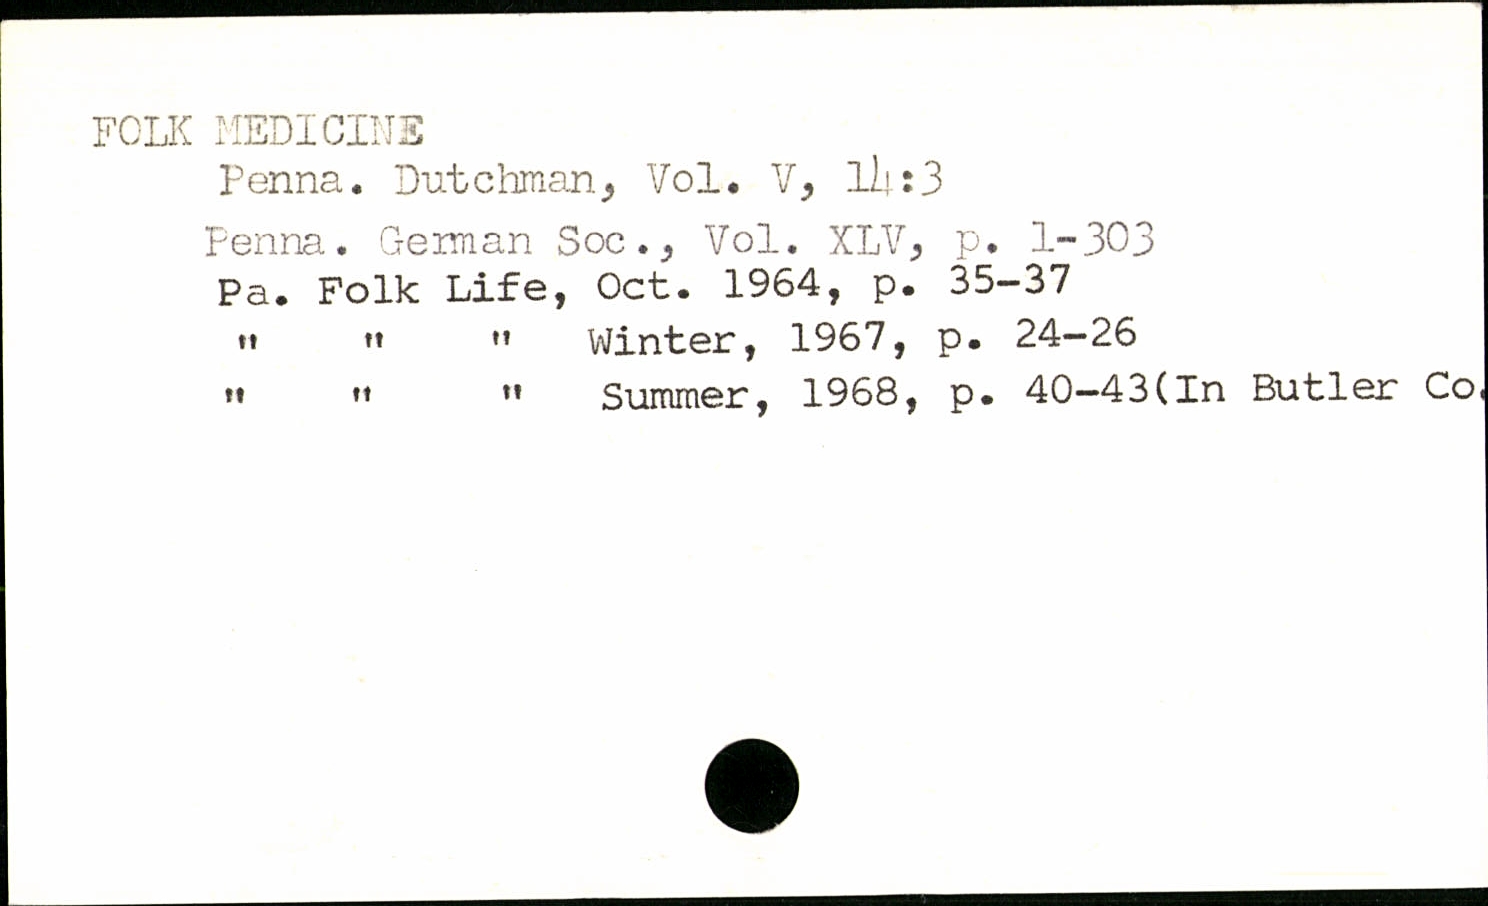 FOLK MEDICINE
Penna. Dutchman, Vol. V, 14:3
Penna. German Soc., Vol. XLV, p. 1-303
Pa. Folk Life, Oct. 1964, p. 35-37
" " " Winter, 1967, p. 24-26
" " " Summer, 1968, p. 40-43(In Butler Co.